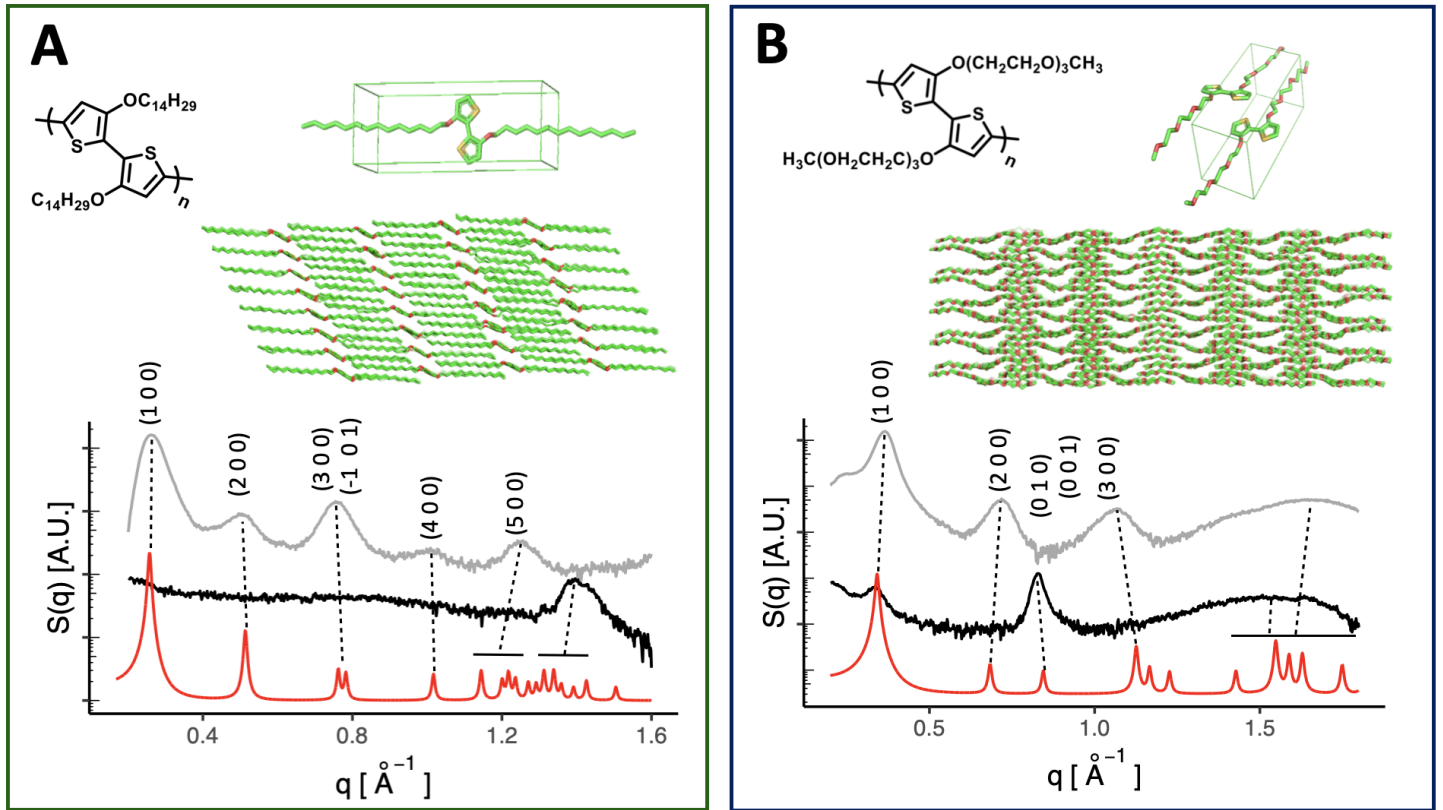 A
OC14H29
S
S
C14H29O
n
(1 0 0)
(2 0 0)
(3 0 0)
(-1 0 1)
(4 0 0)
(5 0 0)
S(q) [A.U.]
0.4
0.8
1.2
1.6
q [ Å⁻¹ ]
B
O(CH2CH2O)3CH3
S
S
H3C(OH2CH2C)3O
n
(1 0 0)
(2 0 0)
(0 1 0)
(0 0 1)
(3 0 0)
S(q) [A.U.]
0.5
1.0
1.5
q [ Å⁻¹ ]